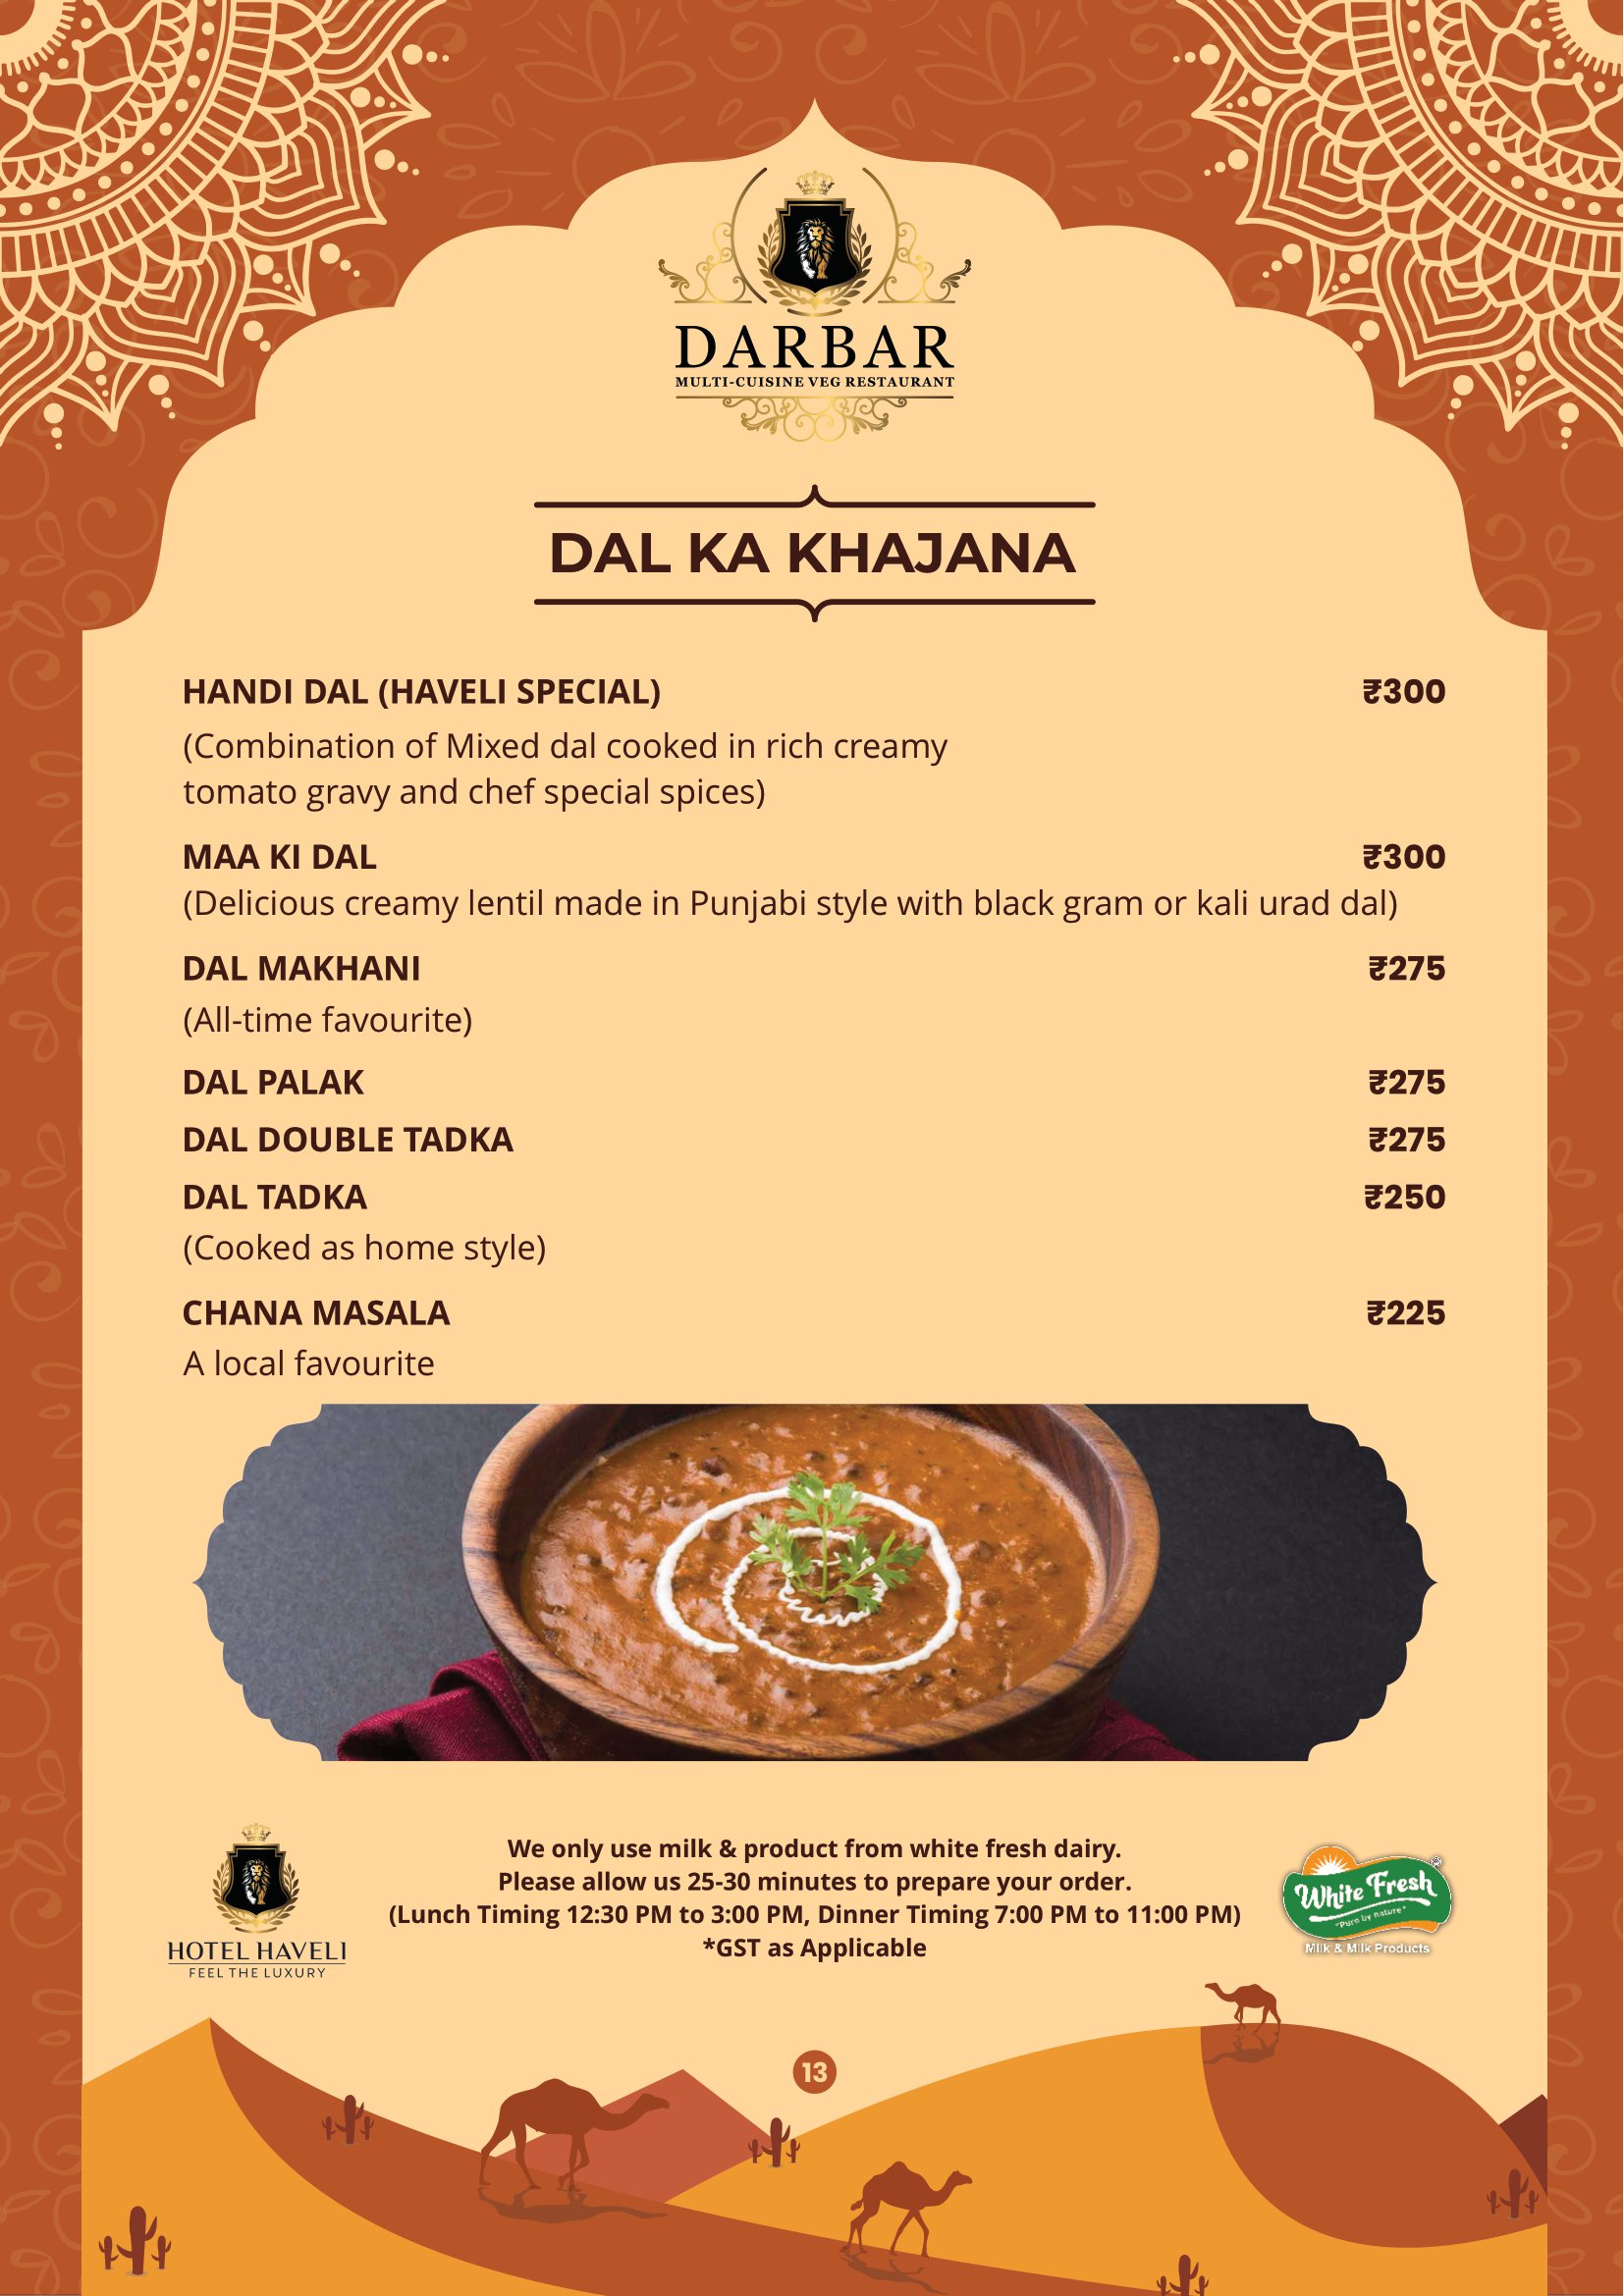 DARBAR
MULTI-CUISINE VEG RESTAURANT
DAL KA KHAJANA
HANDI DAL (HAVELI SPECIAL) ₹300
(Combination of Mixed dal cooked in rich creamy
tomato gravy and chef special spices)
MAA KI DAL ₹300
(Delicious creamy lentil made in Punjabi style with black gram or kali urad dal)
DAL MAKHANI ₹275
(All-time favourite)
DAL PALAK ₹275
DAL DOUBLE TADKA ₹275
DAL TADKA ₹250
(Cooked as home style)
CHANA MASALA ₹225
A local favourite
We only use milk & product from white fresh dairy.
Please allow us 25-30 minutes to prepare your order.
(Lunch Timing 12:30 PM to 3:00 PM, Dinner Timing 7:00 PM to 11:00 PM)
*GST as Applicable
HOTEL HAVELI
FEEL THE LUXURY
White Fresh
"Pure by nature"
Milk & Milk Products
13